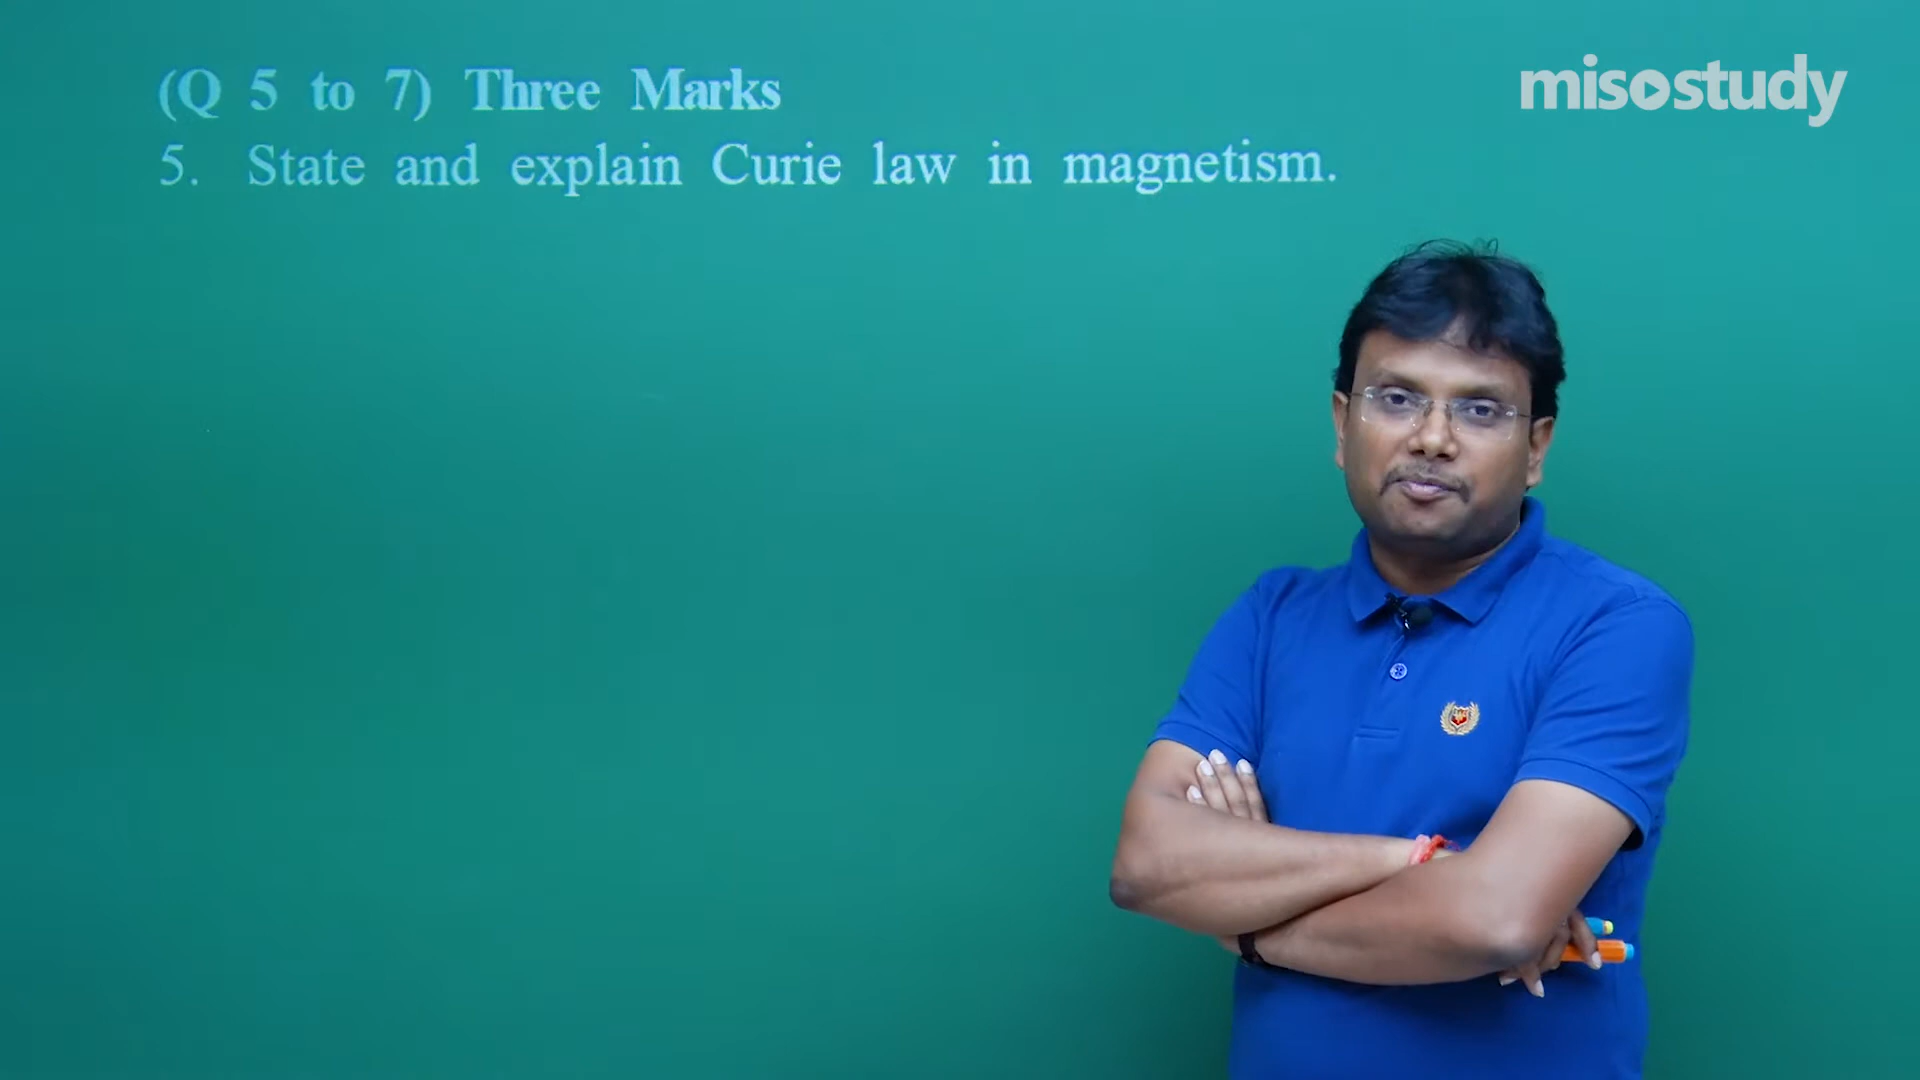 misostudy
(Q 5 to 7) Three Marks
5. State and explain Curie law in magnetism.